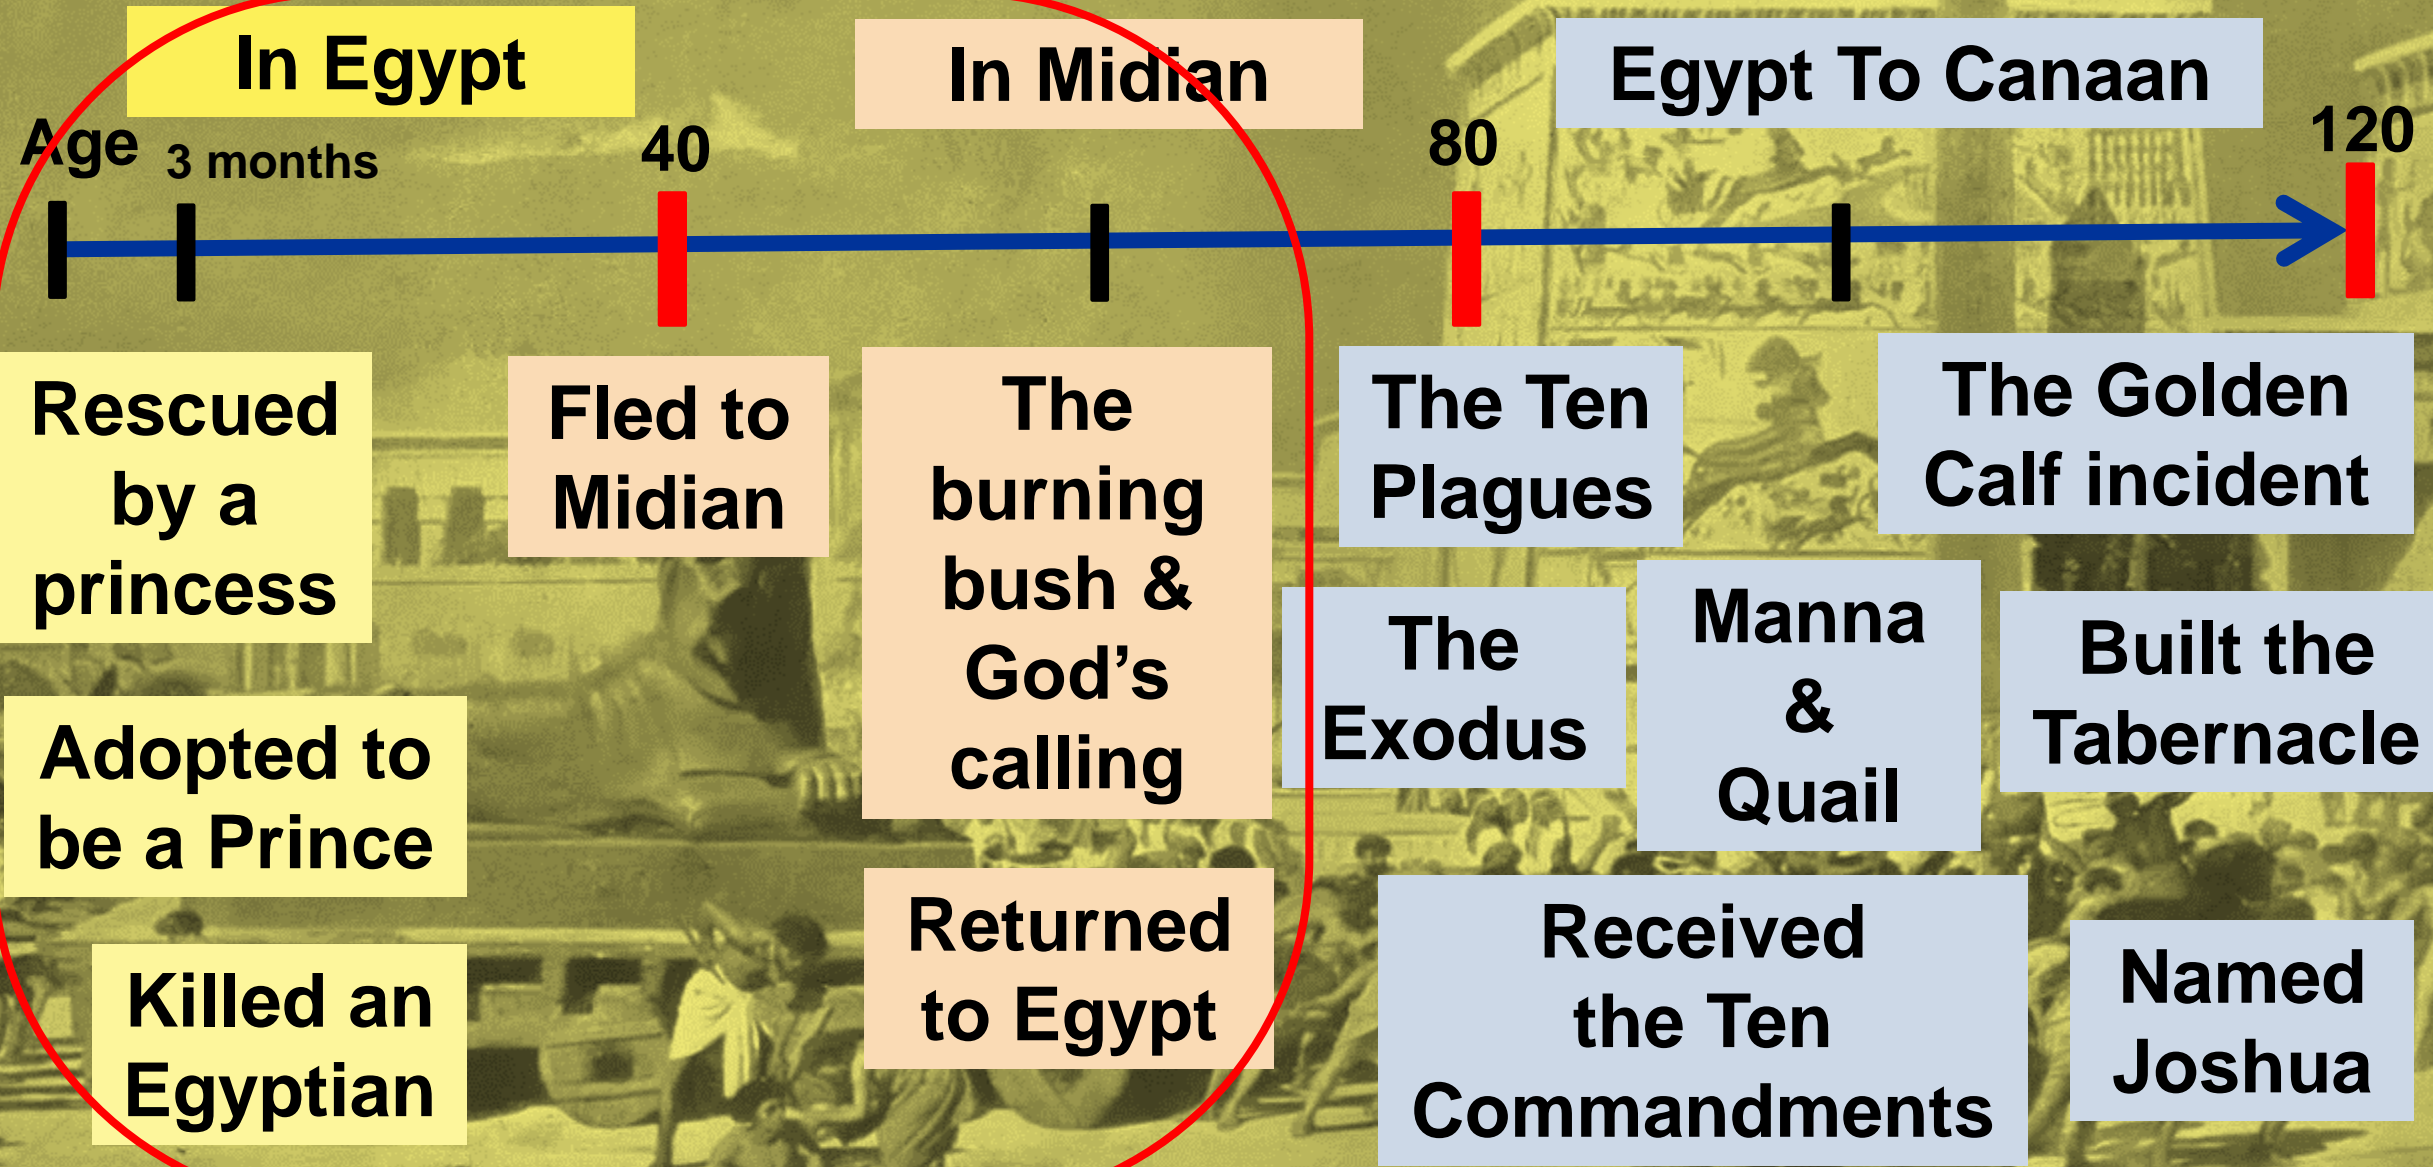 In Egypt
In Midian
Egypt To Canaan
Age
3 months
40
80
120
Rescued
by a
princess
Adopted to
be a Prince
Killed an
Egyptian
Fled to
Midian
The
burning
bush &
God’s
calling
Returned
to Egypt
The Ten
Plagues
The
Exodus
Manna
&
Quail
Received
the Ten
Commandments
The Golden
Calf incident
Built the
Tabernacle
Named
Joshua